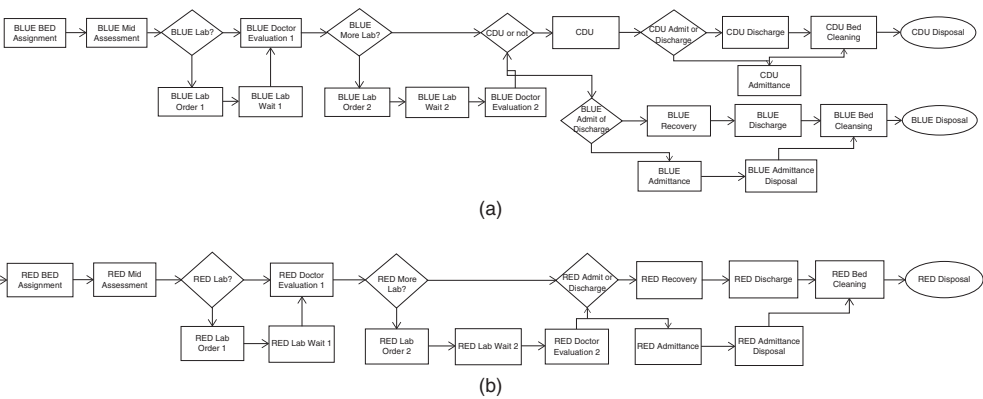 BLUE BED
Assignment
BLUE Mid
Assessment
BLUE Lab?
BLUE Doctor
Evaluation 1
BLUE
More Lab?
CDU or not
CDU
CDU Admit or
Discharge
CDU Discharge
CDU Bed
Cleaning
CDU Disposal
CDU
Admittance
BLUE Lab
Order 1
BLUE Lab
Wait 1
BLUE Lab
Order 2
BLUE Lab
Wait 2
BLUE Doctor
Evaluation 2
BLUE
Admit of
Discharge
BLUE
Recovery
BLUE
Discharge
BLUE Bed
Cleansing
BLUE Disposal
BLUE
Admittance
BLUE Admittance
Disposal
(a)
RED BED
Assignment
RED Mid
Assessment
RED Lab?
RED Doctor
Evaluation 1
RED More
Lab?
RED Admit or
Discharge
RED Recovery
RED Discharge
RED Bed
Cleaning
RED Disposal
RED Lab
Order 1
RED Lab Wait 1
RED Lab
Order 2
RED Lab Wait 2
RED Doctor
Evaluation 2
RED Admittance
RED Admittance
Disposal
(b)